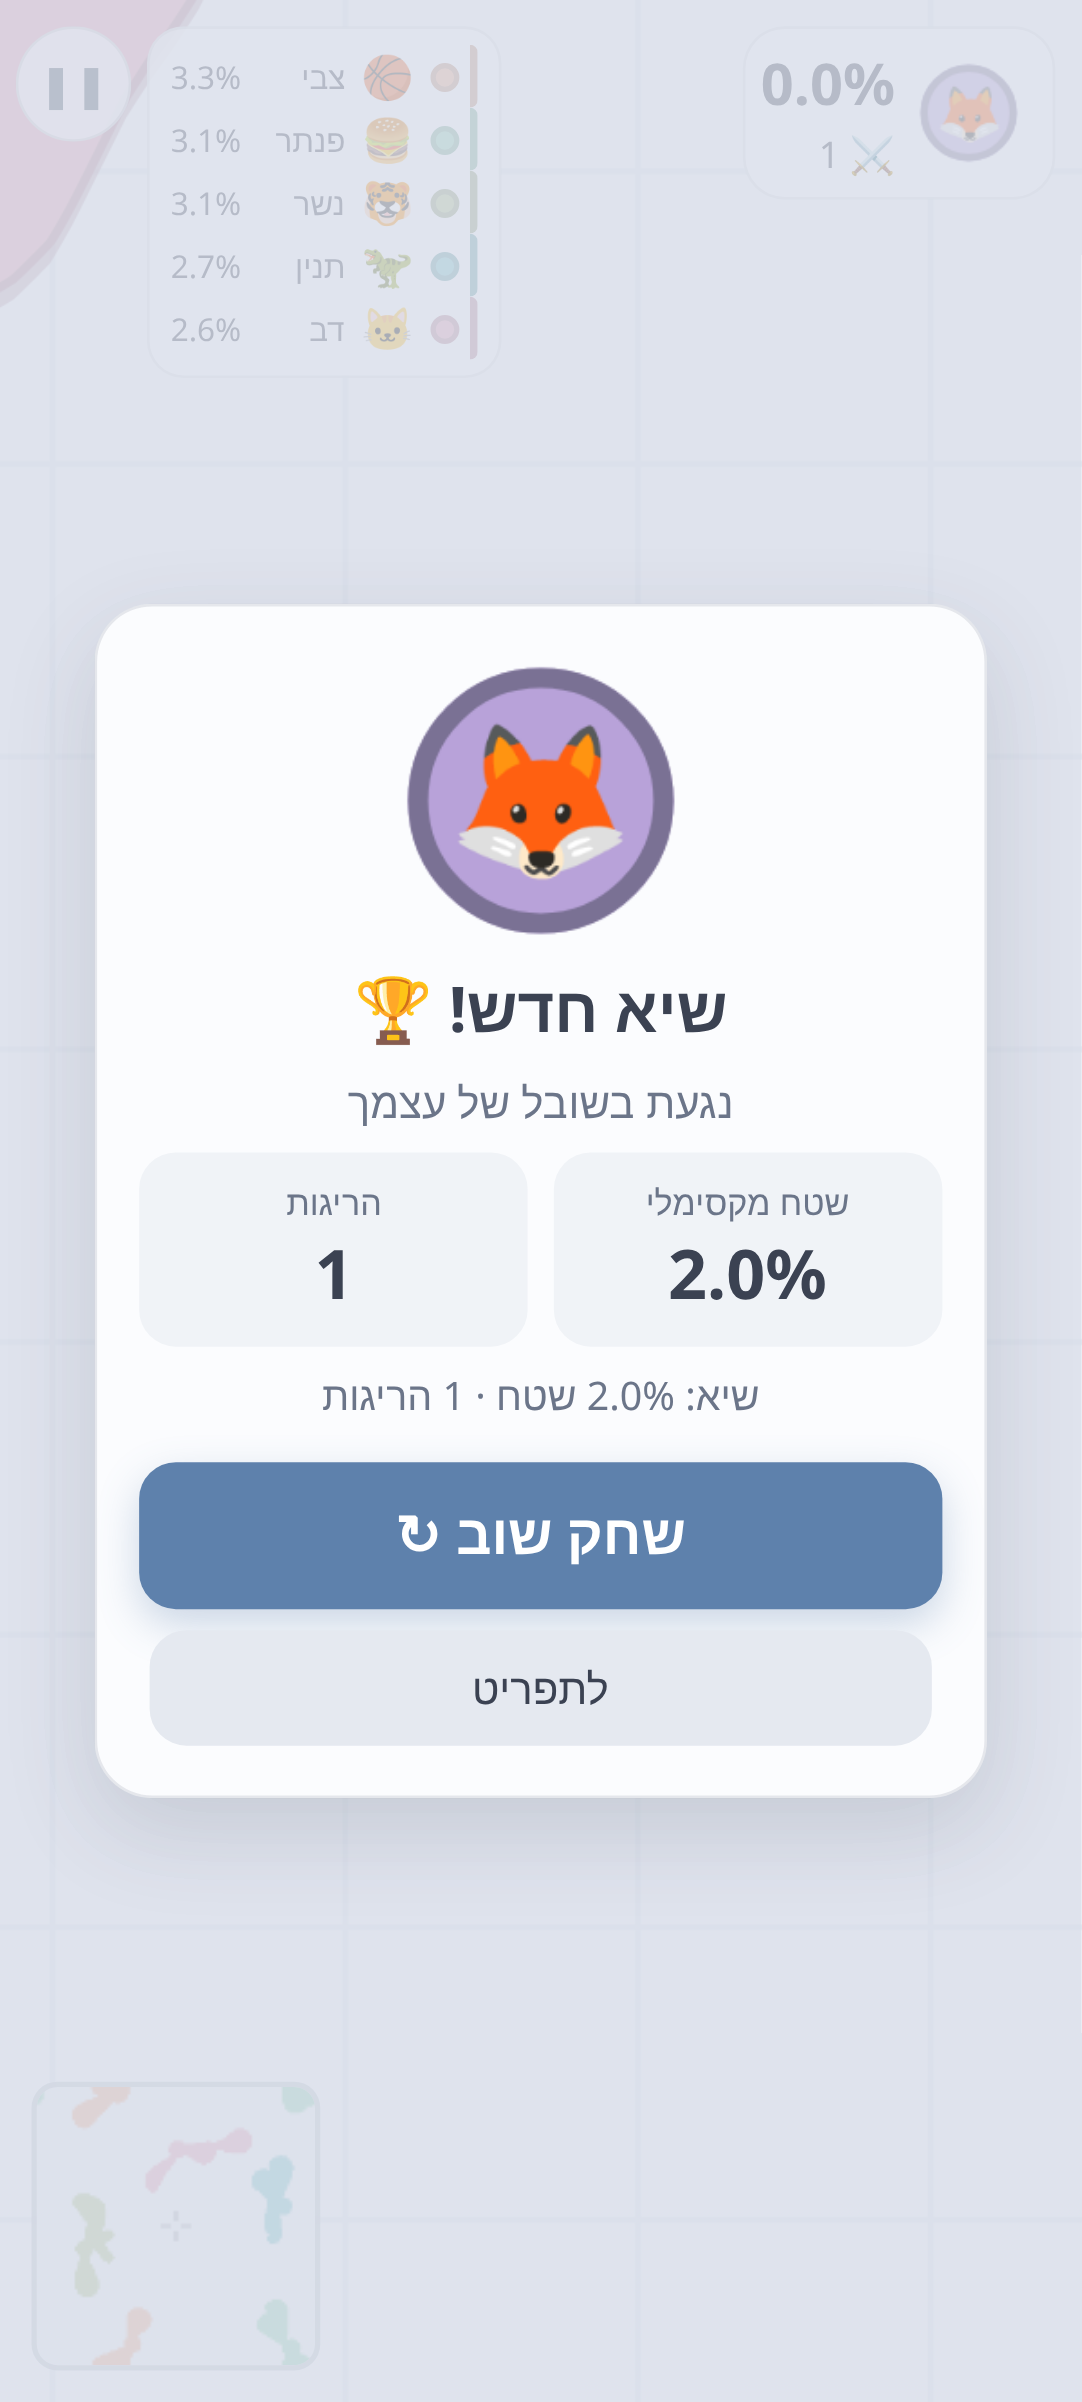 0.0%
⚔️ 1
צבי 3.3%
פנתר 3.1%
נשר 3.1%
תנין 2.7%
דב 2.6%
שיא חדש! 🏆
נגעת בשובל של עצמך
שטח מקסימלי
2.0%
הריגות
1
שיא: 2.0% שטח · 1 הריגות
שחק שוב ↻
לתפריט